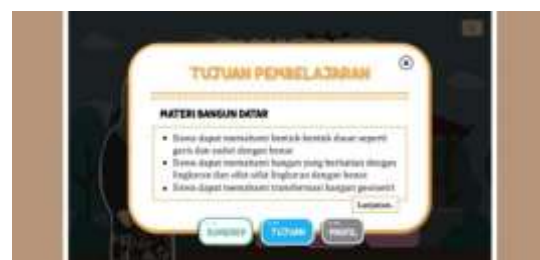 TUJUAN PEMBELAJARAN
MATERI BANGUN DATAR
Siswa dapat memahami bentuk-bentuk dasar seperti
garis dan sudut dengan benar
Siswa dapat memahami bangun yang berkaitan dengan
lingkaran dan sifat-sifat lingkaran dengan benar
Siswa dapat memahami transformasi bangun geometri
Lanjutan..
SUMBER TUJUAN PROFIL